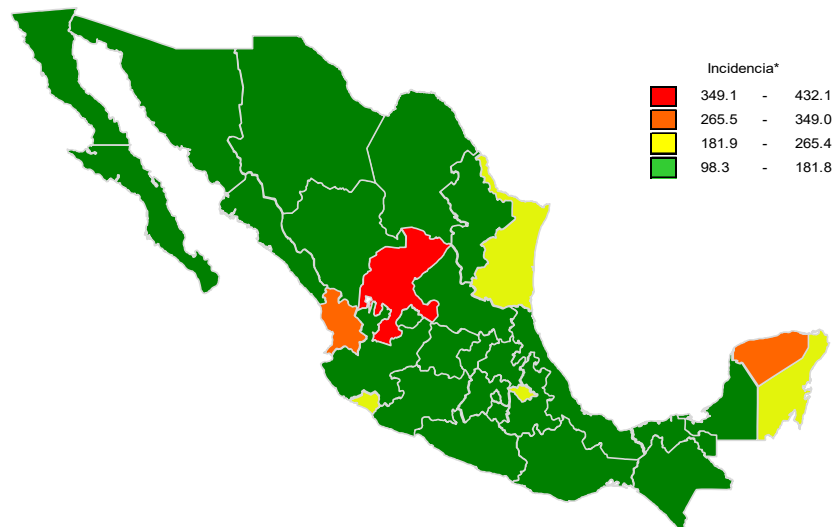 Incidencia*
349.1 - 432.1
265.5 - 349.0
181.9 - 265.4
98.3 - 181.8